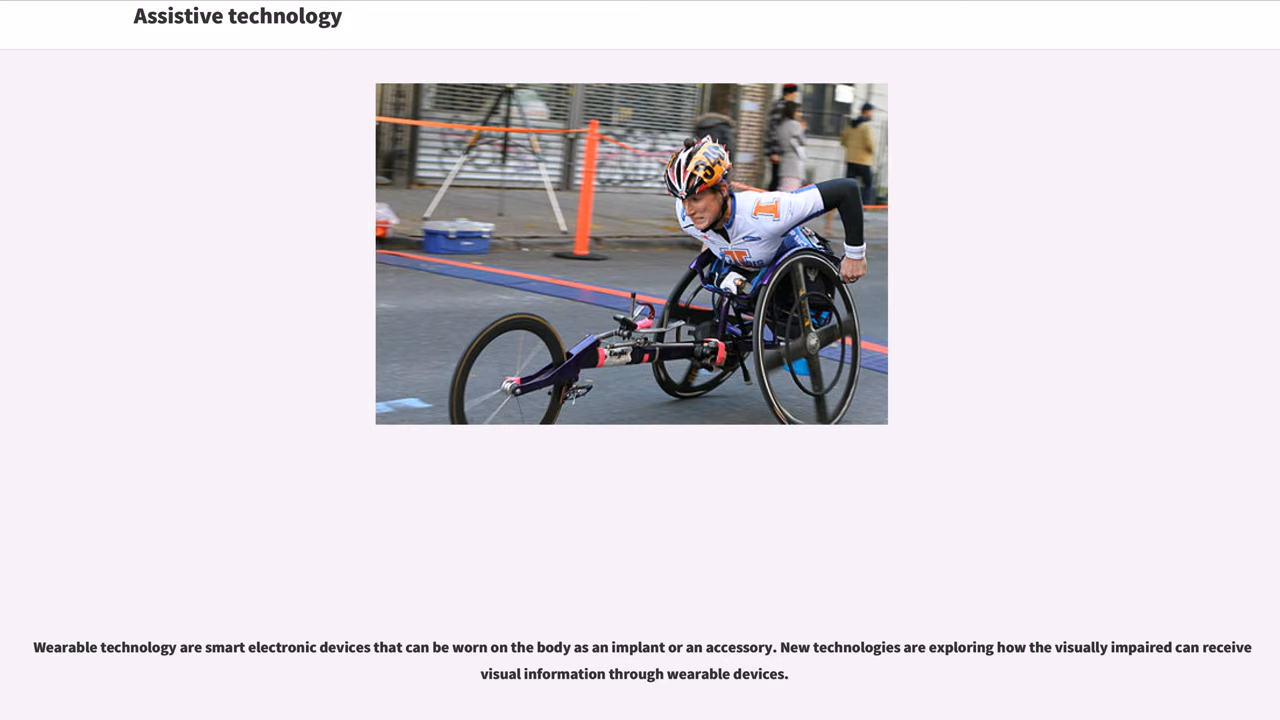 Assistive technology
I
Wearable technology are smart electronic devices that can be worn on the body as an implant or an accessory. New technologies are exploring how the visually impaired can receive
visual information through wearable devices.